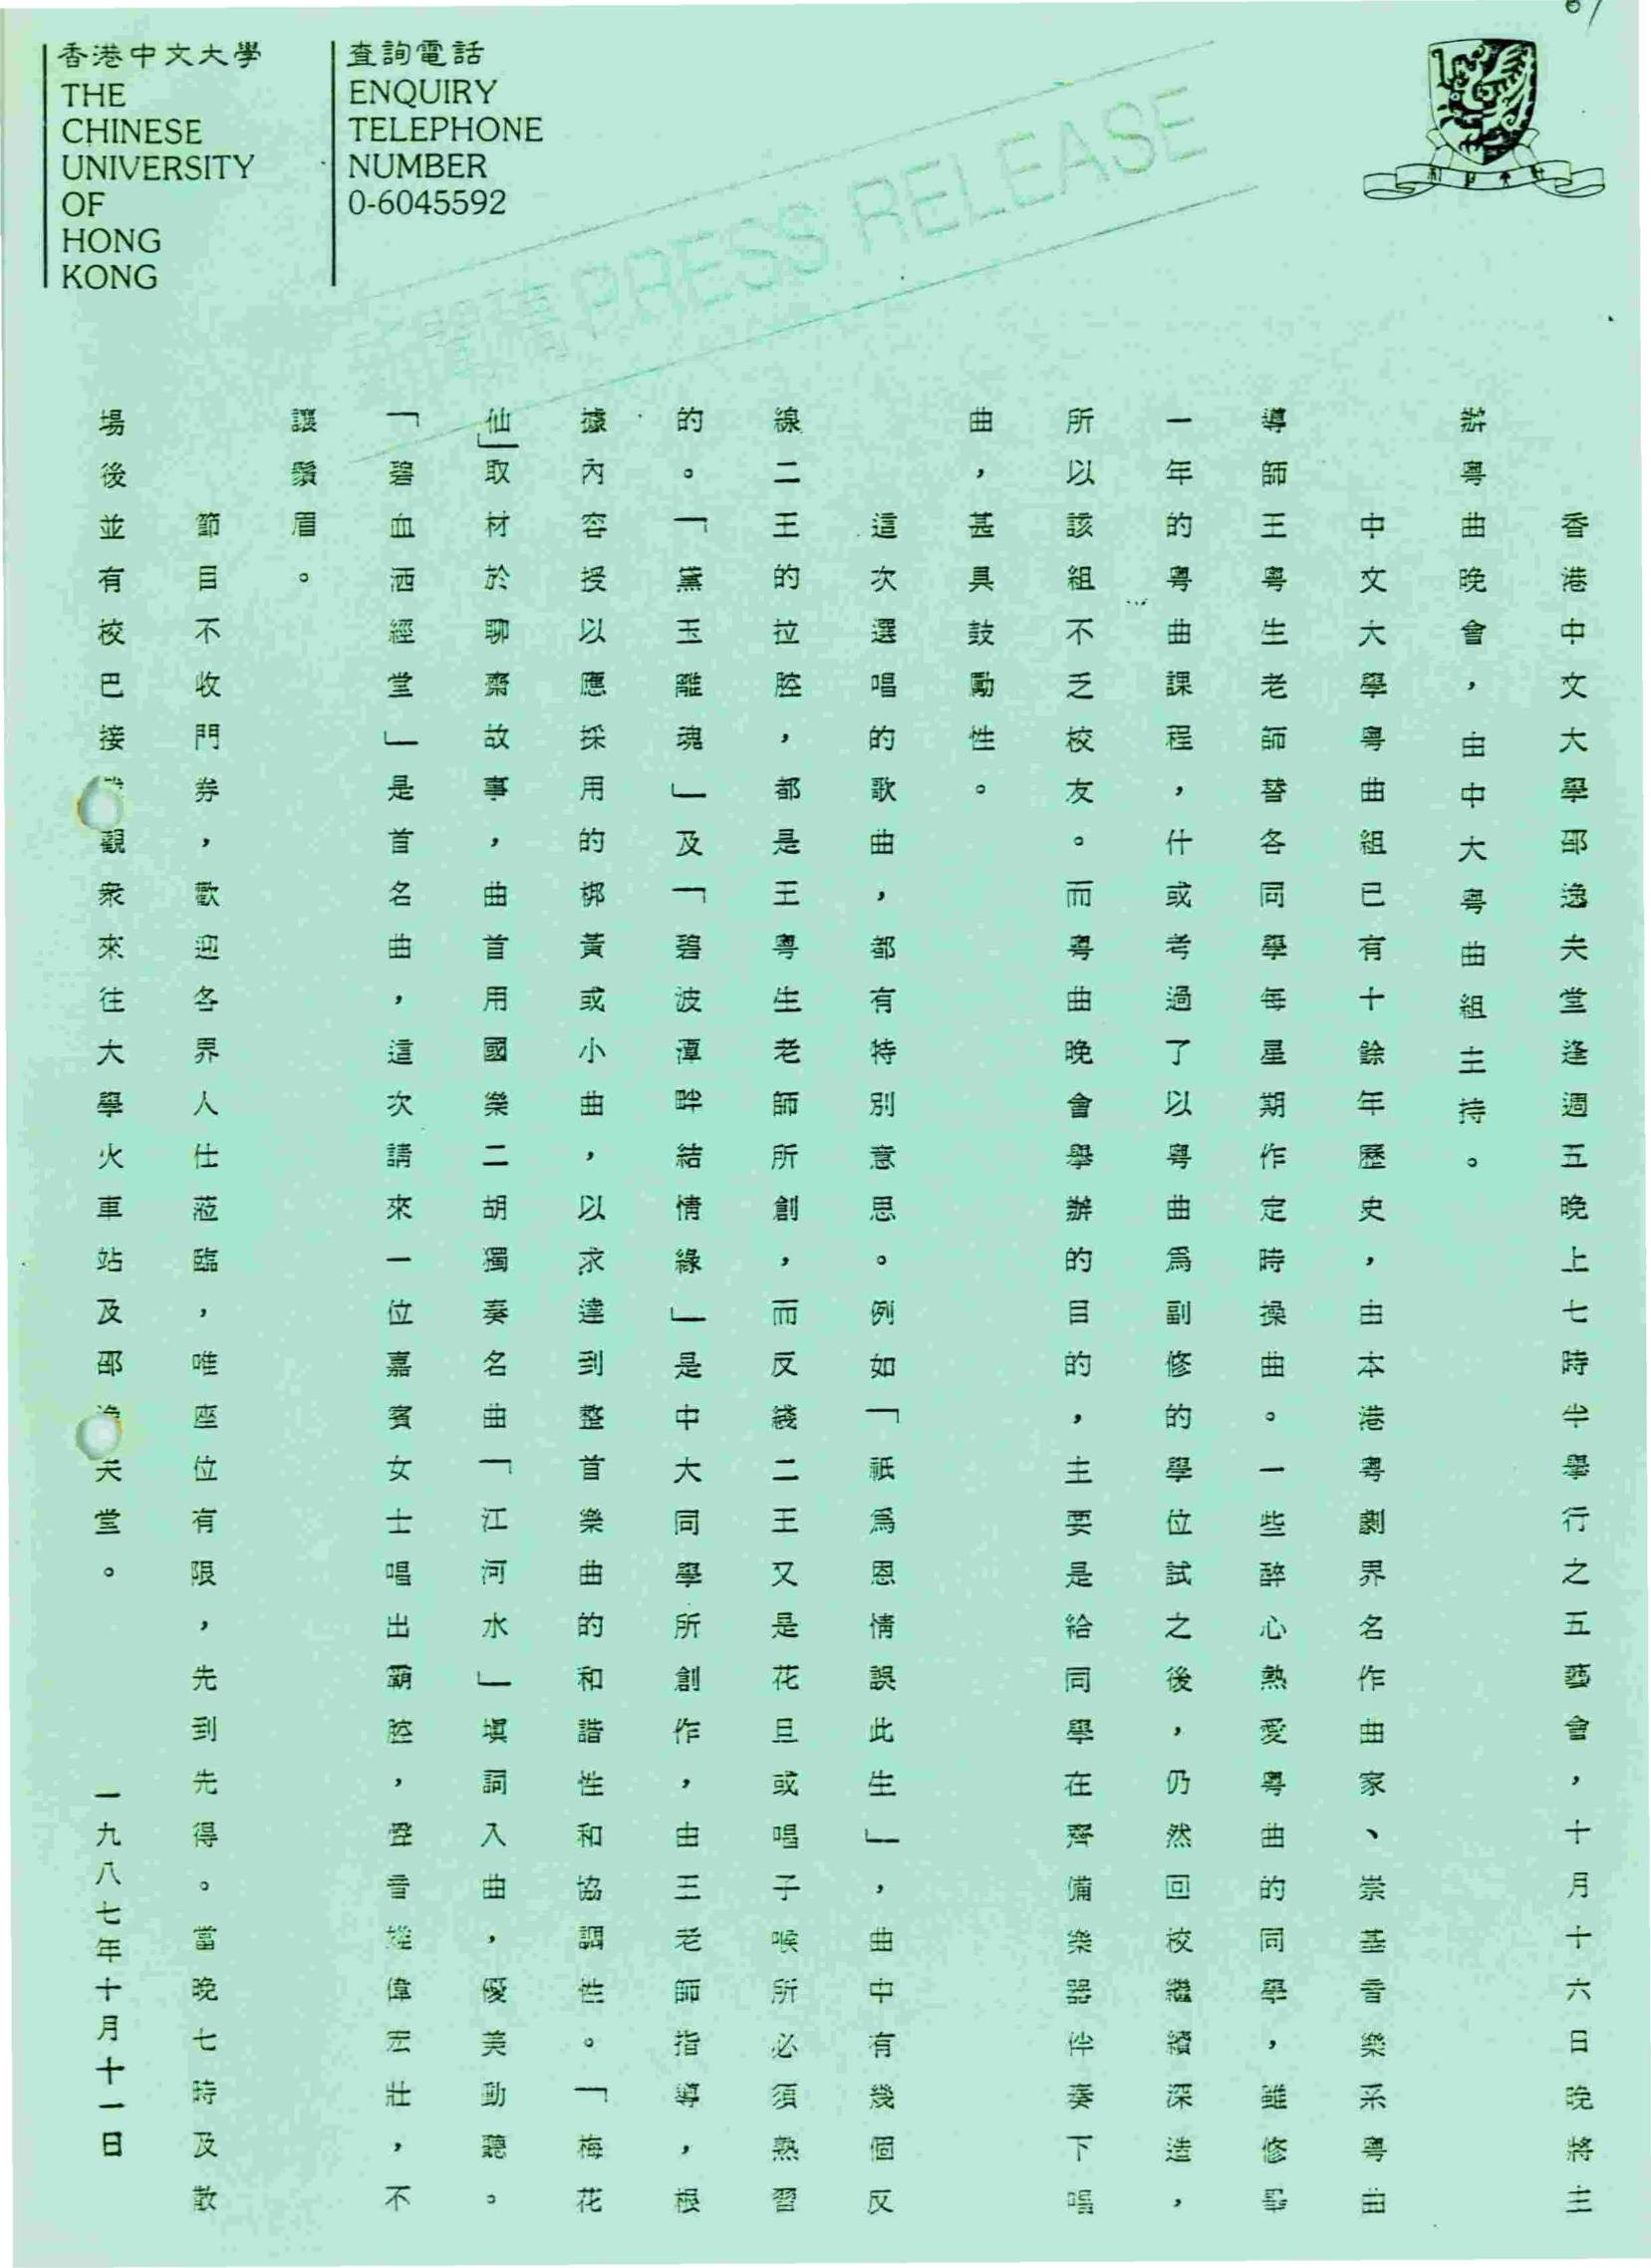 香港中文大學
THE
CHINESE
UNIVERSITY
OF
HONG
KONG
查詢電話
ENQUIRY
TELEPHONE
NUMBER
0-6045592
PRESS RELEASE
香港中文大學邵逸夫堂逢週五晚上七時半舉行之五藝會，十月十六日晚將主
辦粵曲晚會，由中大粵曲組主持。
中文大學粵曲組已有十餘年歷史，由本港粵劇界名作曲家、崇基音樂系粵曲
導師王粵生老師替各同學每星期作定時操曲。一些醉心熱愛粵曲的同學，雖修畢
一年的粵曲課程，什或考過了以粵曲爲副修的學位試之後，仍然回校繼續深造，
所以該組不乏校友。而粵曲晚會舉辦的目的，主要是給同學在齊備樂器伴奏下唱
曲，甚具鼓勵性。
這次選唱的歌曲，都有特別意思。例如「祇爲恩情誤此生」，曲中有幾個反
線二王的拉腔，都是王粵生老師所創，而反綫二王又是花旦或唱子喉所必須熟習
的。「黛玉離魂」及「碧波潭畔結情緣」是中大同學所創作，由王老師指導，根
據內容授以應採用的梆黃或小曲，以求達到整首樂曲的和諧性和協調性。「梅花
仙」取材於聊齋故事，曲首用國樂二胡獨奏名曲「江河水」塡詞入曲，優美動聽。
「碧血洒經堂」是首名曲，這次請來一位嘉賓女士唱出霸腔，聲音雄偉宏壯，不
讓鬚眉。
節目不收門券，歡迎各界人仕蒞臨，唯座位有限，先到先得。當晚七時及散
場後並有校巴接觀衆來往大學火車站及邵逸夫堂。
一九八七年十月十一日